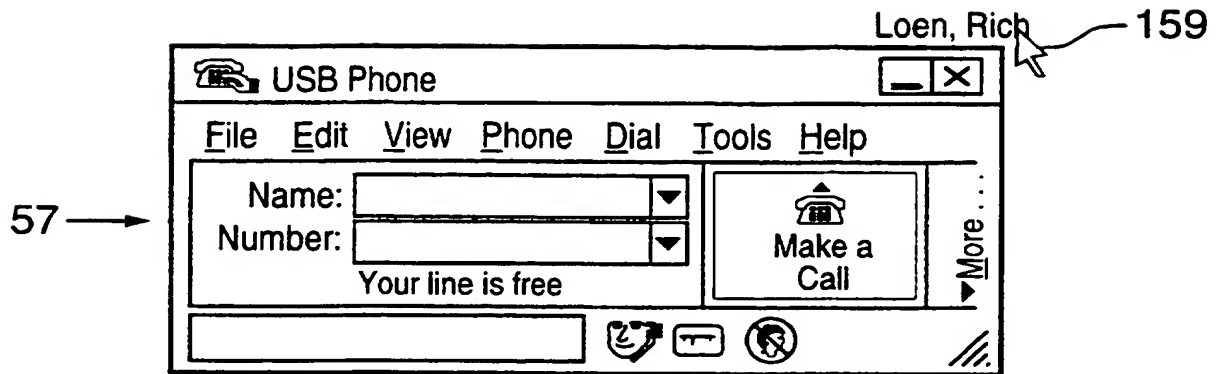 Loen, Rich
159
USB Phone
File Edit View Phone Dial Tools Help
57
Name:
Number:
Your line is free
Make a
Call
More...